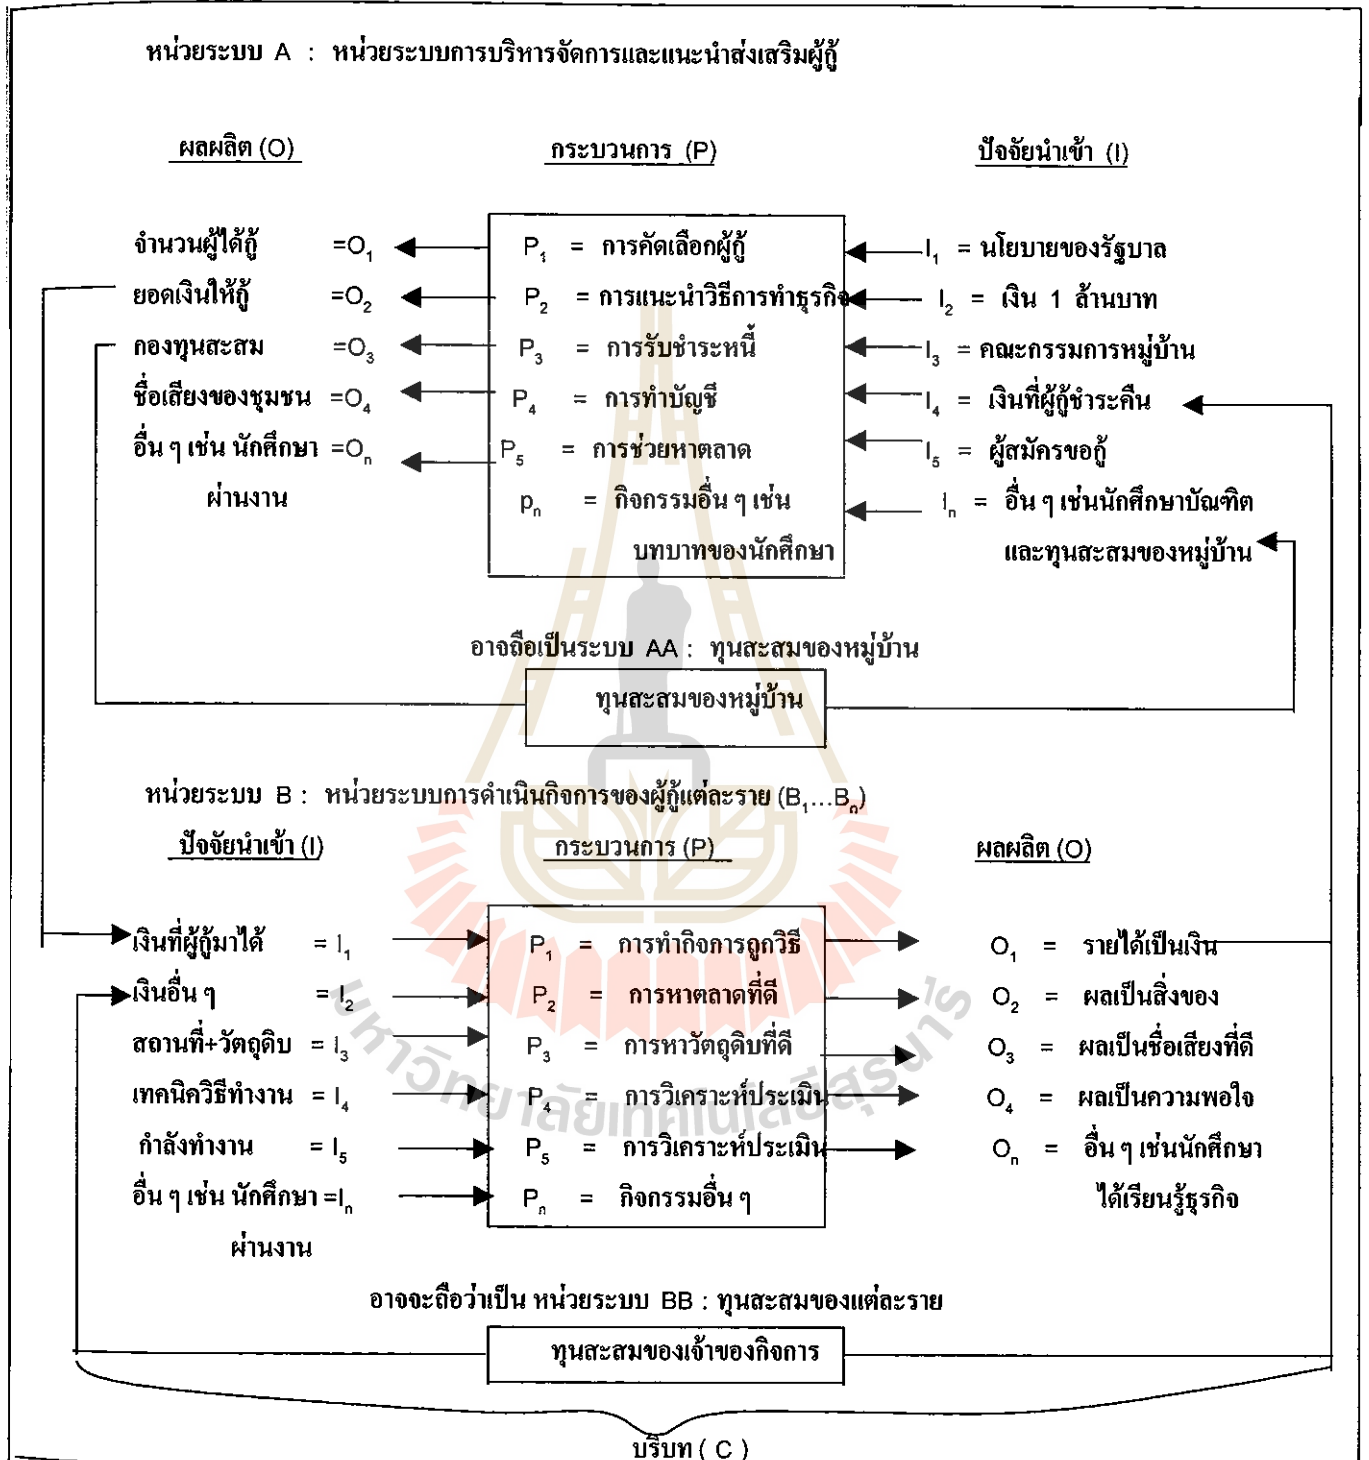 หน่วยระบบ A : หน่วยระบบการบริหารจัดการและแนะนำส่งเสริมผู้กู้
ผลผลิต (O) กระบวนการ (P) ปัจจัยนำเข้า (I)
จำนวนผู้ได้กู้ =O₁ P₁ = การคัดเลือกผู้กู้ I₁ = นโยบายของรัฐบาล
ยอดเงินให้กู้ =O₂ P₂ = การแนะนำวิธีการทำธุรกิจ I₂ = เงิน 1 ล้านบาท
กองทุนสะสม =O₃ P₃ = การรับชำระหนี้ I₃ = คณะกรรมการหมู่บ้าน
ชื่อเสียงของชุมชน =O₄ P₄ = การทำบัญชี I₄ = เงินที่ผู้กู้ชำระคืน
อื่น ๆ เช่น นักศึกษา =Oₙ P₅ = การช่วยหาตลาด I₅ = ผู้สมัครขอกู้
ผ่านงาน pₙ = กิจกรรมอื่น ๆ เช่น Iₙ = อื่น ๆ เช่นนักศึกษาบัณฑิต
บทบาทของนักศึกษา และทุนสะสมของหมู่บ้าน
อาจถือเป็นระบบ AA : ทุนสะสมของหมู่บ้าน
ทุนสะสมของหมู่บ้าน
หน่วยระบบ B : หน่วยระบบการดำเนินกิจการของผู้กู้แต่ละราย (B₁...Bₙ)
ปัจจัยนำเข้า (I) กระบวนการ (P) ผลผลิต (O)
เงินที่ผู้กู้มาได้ = I₁ P₁ = การทำกิจการถูกวิธี O₁ = รายได้เป็นเงิน
เงินอื่น ๆ = I₂ P₂ = การหาตลาดที่ดี O₂ = ผลเป็นสิ่งของ
สถานที่+วัตถุดิบ = I₃ P₃ = การหาวัตถุดิบที่ดี O₃ = ผลเป็นชื่อเสียงที่ดี
เทคนิควิธีทำงาน = I₄ P₄ = การวิเคราะห์ประเมิน O₄ = ผลเป็นความพอใจ
กำลังทำงาน = I₅ P₅ = การวิเคราะห์ประเมิน Oₙ = อื่น ๆ เช่นนักศึกษา
อื่น ๆ เช่น นักศึกษา =Iₙ Pₙ = กิจกรรมอื่น ๆ ได้เรียนรู้ธุรกิจ
ผ่านงาน
อาจจะถือว่าเป็น หน่วยระบบ BB : ทุนสะสมของแต่ละราย
ทุนสะสมของเจ้าของกิจการ
บริบท ( C )
มหาวิทยาลัยเทคโนโลยีสุรนารี